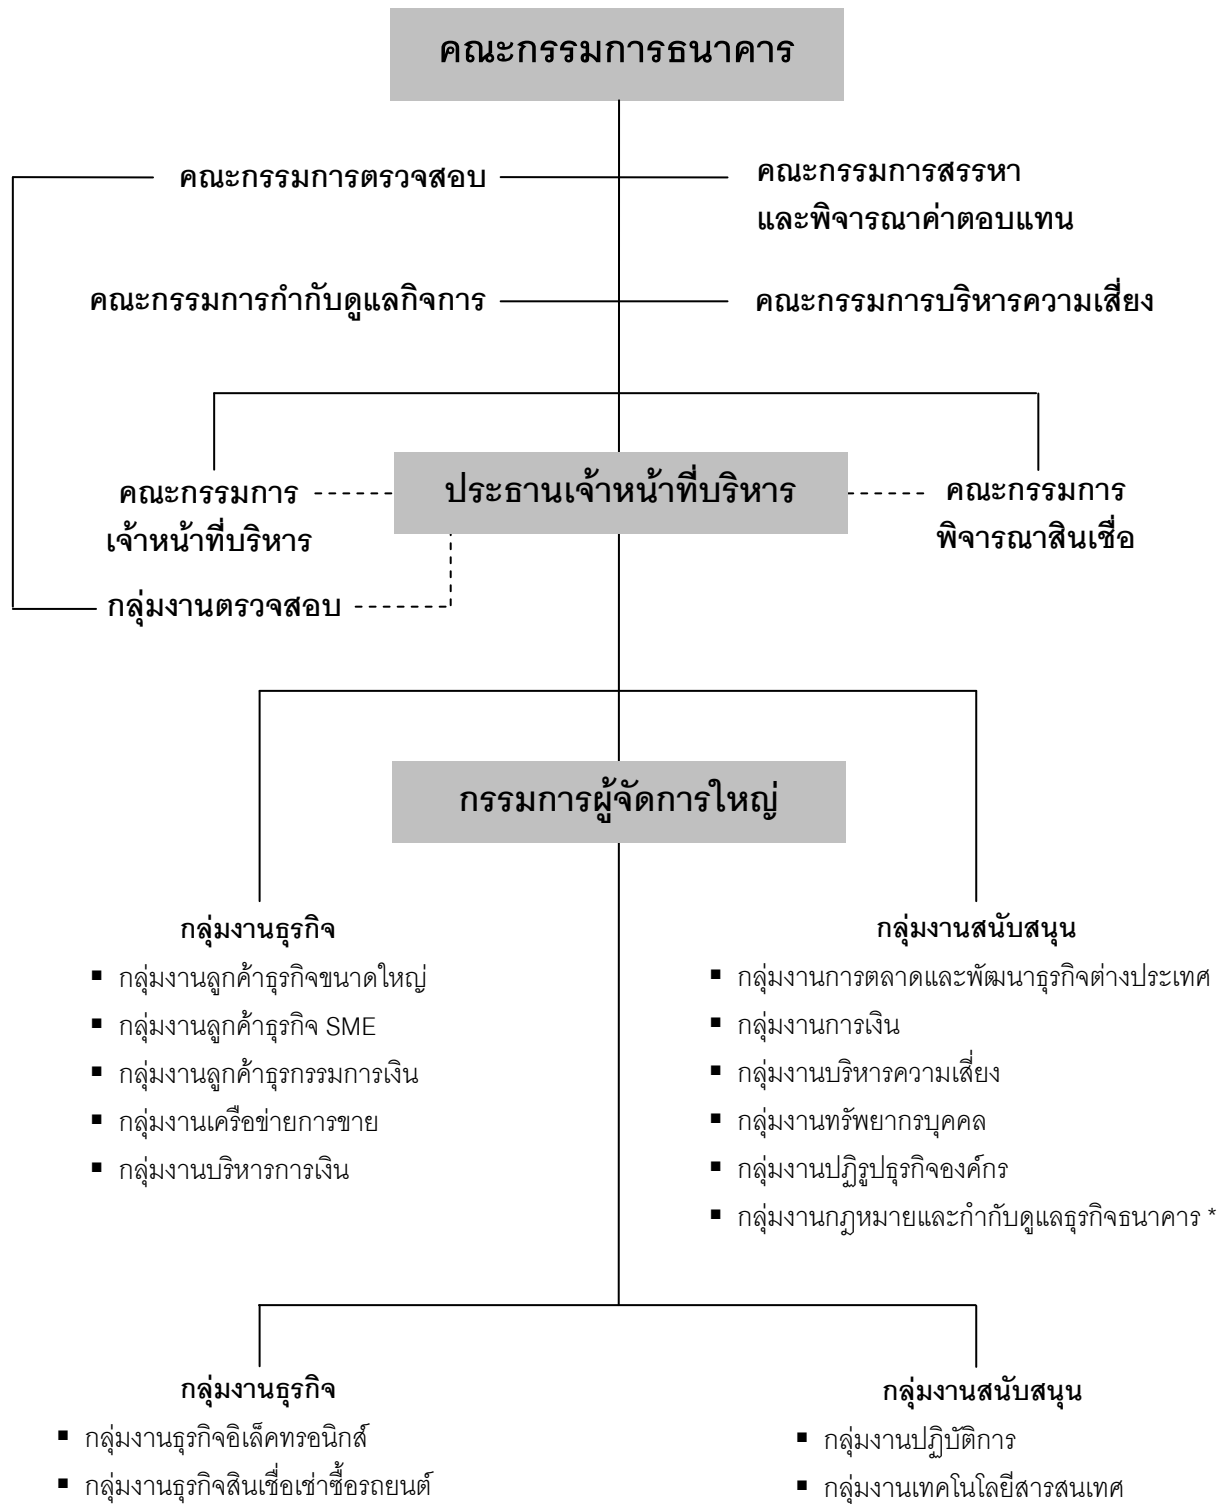 คณะกรรมการธนาคาร
คณะกรรมการตรวจสอบ
คณะกรรมการสรรหา
และพิจารณาค่าตอบแทน
คณะกรรมการกำกับดูแลกิจการ
คณะกรรมการบริหารความเสี่ยง
คณะกรรมการ
เจ้าหน้าที่บริหาร
ประธานเจ้าหน้าที่บริหาร
คณะกรรมการ
พิจารณาสินเชื่อ
กลุ่มงานตรวจสอบ
กรรมการผู้จัดการใหญ่
กลุ่มงานธุรกิจ
▪ กลุ่มงานลูกค้าธุรกิจขนาดใหญ่
▪ กลุ่มงานลูกค้าธุรกิจ SME
▪ กลุ่มงานลูกค้าธุรกรรมการเงิน
▪ กลุ่มงานเครือข่ายการขาย
▪ กลุ่มงานบริหารการเงิน
กลุ่มงานสนับสนุน
▪ กลุ่มงานการตลาดและพัฒนาธุรกิจต่างประเทศ
▪ กลุ่มงานการเงิน
▪ กลุ่มงานบริหารความเสี่ยง
▪ กลุ่มงานทรัพยากรบุคคล
▪ กลุ่มงานปฏิรูปธุรกิจองค์กร
▪ กลุ่มงานกฎหมายและกำกับดูแลธุรกิจธนาคาร *
กลุ่มงานธุรกิจ
▪ กลุ่มงานธุรกิจอิเล็คทรอนิกส์
▪ กลุ่มงานธุรกิจสินเชื่อเช่าซื้อรถยนต์
กลุ่มงานสนับสนุน
▪ กลุ่มงานปฏิบัติการ
▪ กลุ่มงานเทคโนโลยีสารสนเทศ